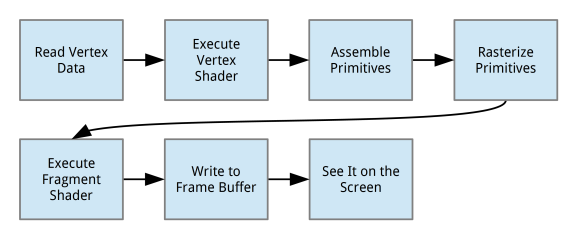 Read Vertex
Data
Execute
Vertex
Shader
Assemble
Primitives
Rasterize
Primitives
Execute
Fragment
Shader
Write to
Frame Buffer
See It on the
Screen